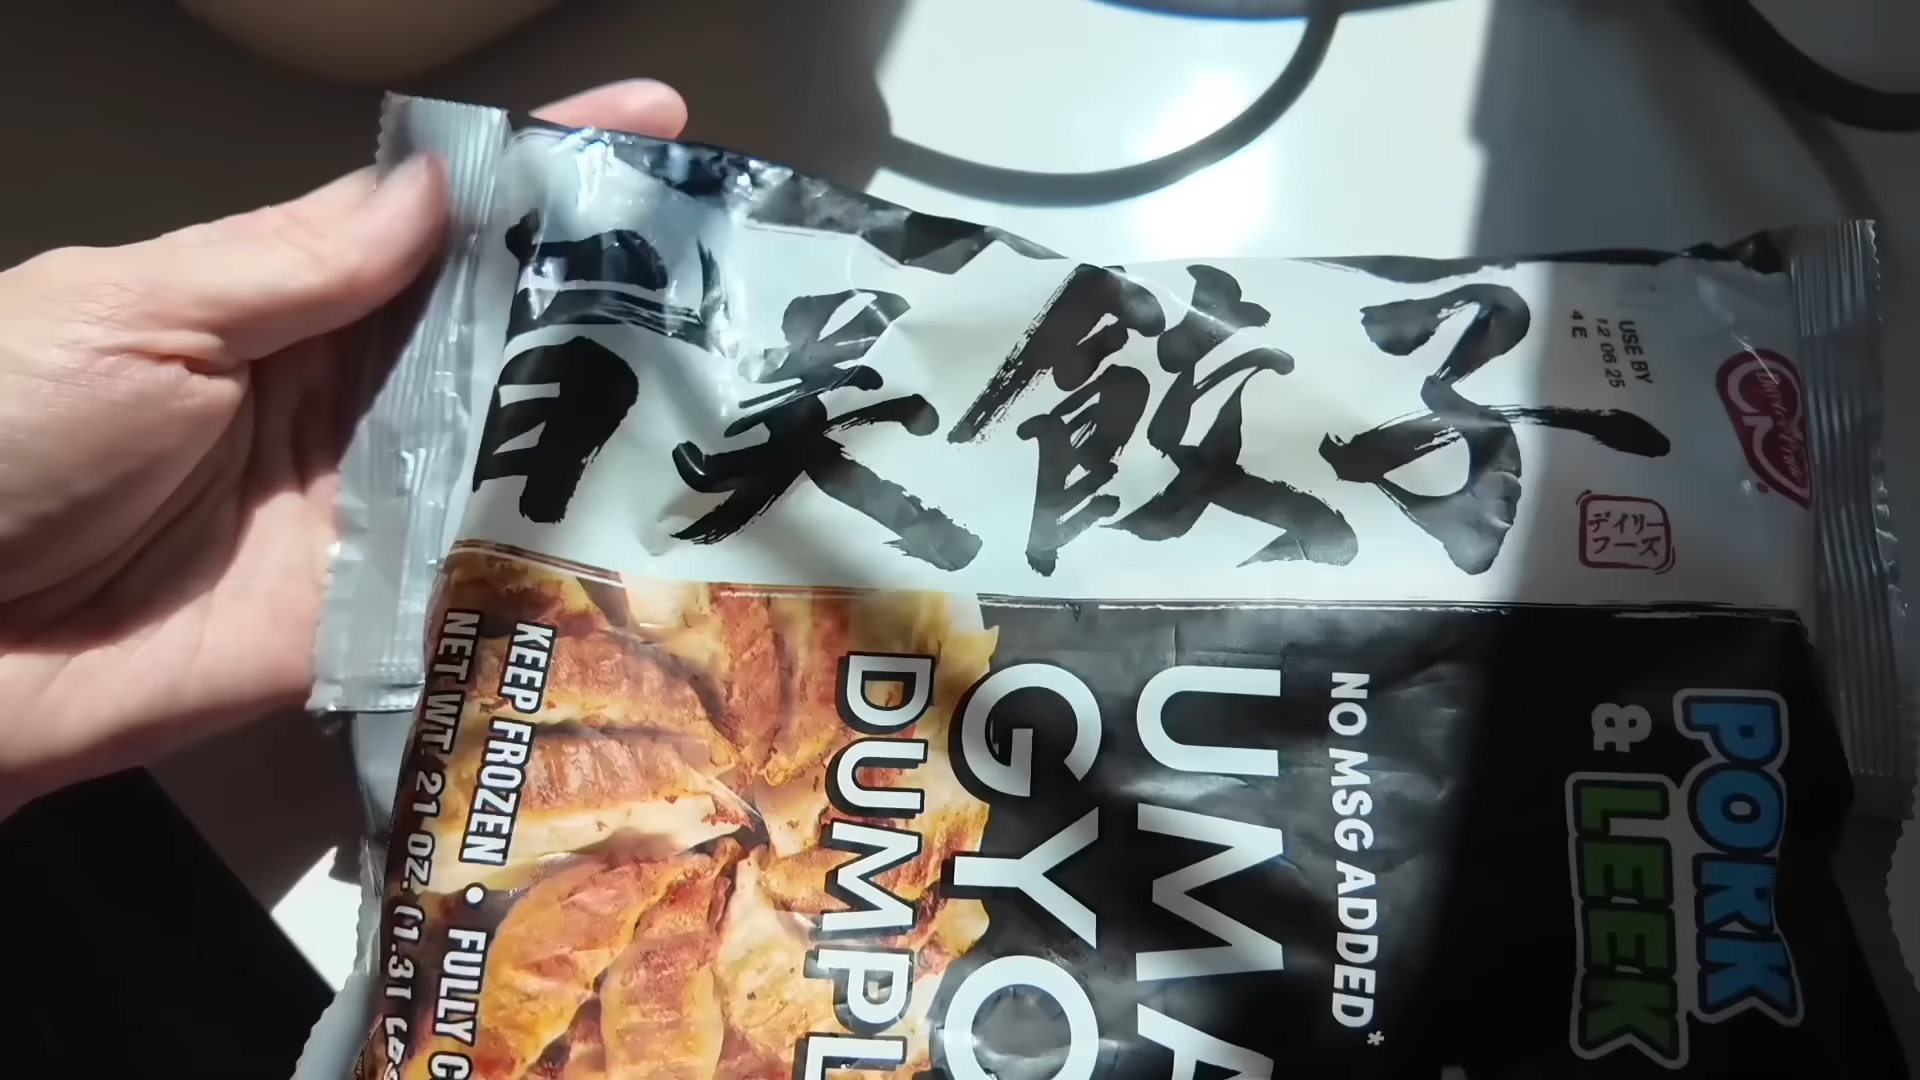 旨美餃子
USE BY
12 06 25
4 E
デイリー
フーズ
PORK
& LEEK
NO MSG ADDED*
UMA
GYO
DUMPL
KEEP FROZEN • FULLY C
NET WT. 21 OZ. (1.31 LBS